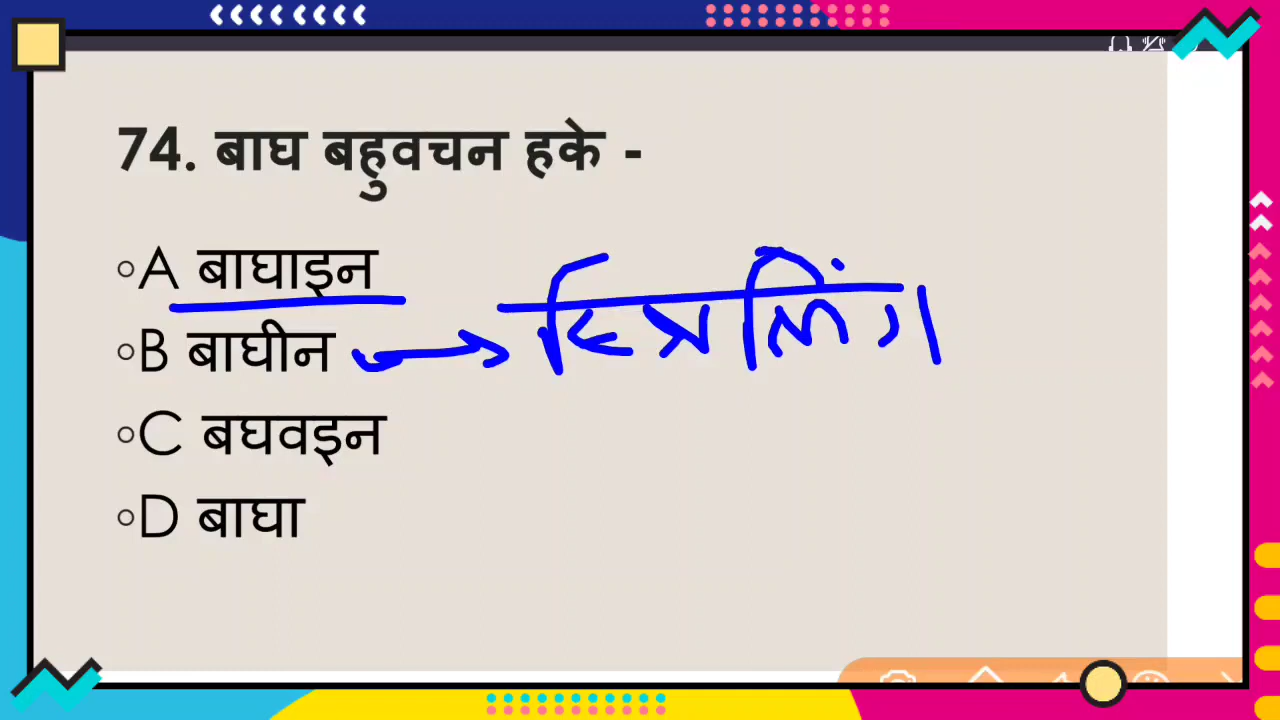 74. बाघ बहुवचन हके -
◦A बाघाइन
◦B बाघीन
स्त्रिलिंग
◦C बघवइन
◦D बाघा